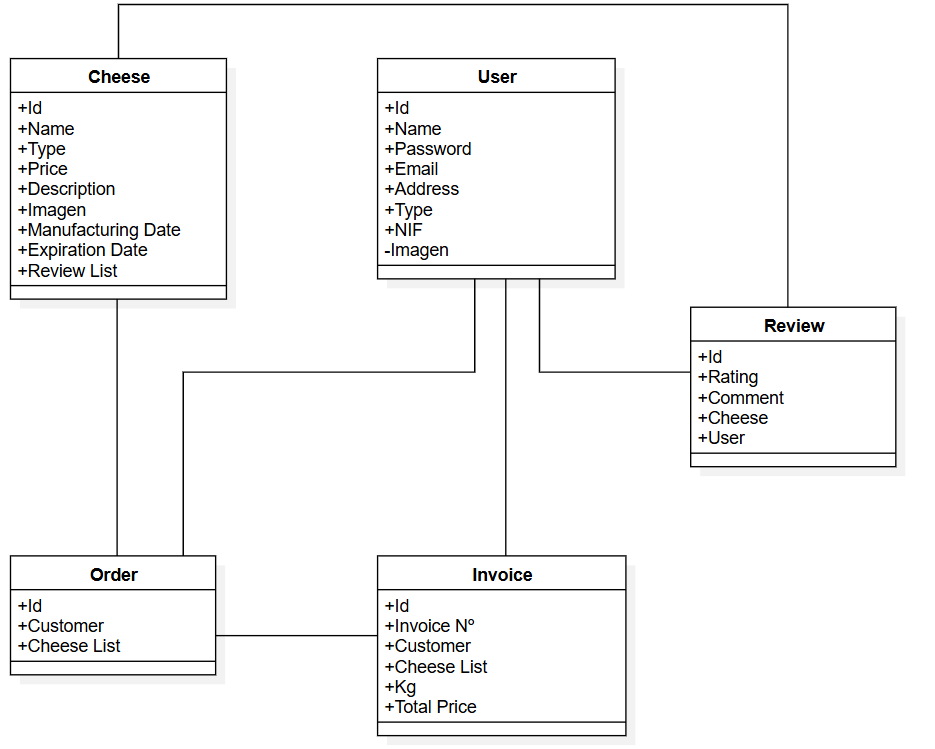 Cheese
+Id
+Name
+Type
+Price
+Description
+Imagen
+Manufacturing Date
+Expiration Date
+Review List
User
+Id
+Name
+Password
+Email
+Address
+Type
+NIF
-Imagen
Review
+Id
+Rating
+Comment
+Cheese
+User
Order
+Id
+Customer
+Cheese List
Invoice
+Id
+Invoice Nº
+Customer
+Cheese List
+Kg
+Total Price